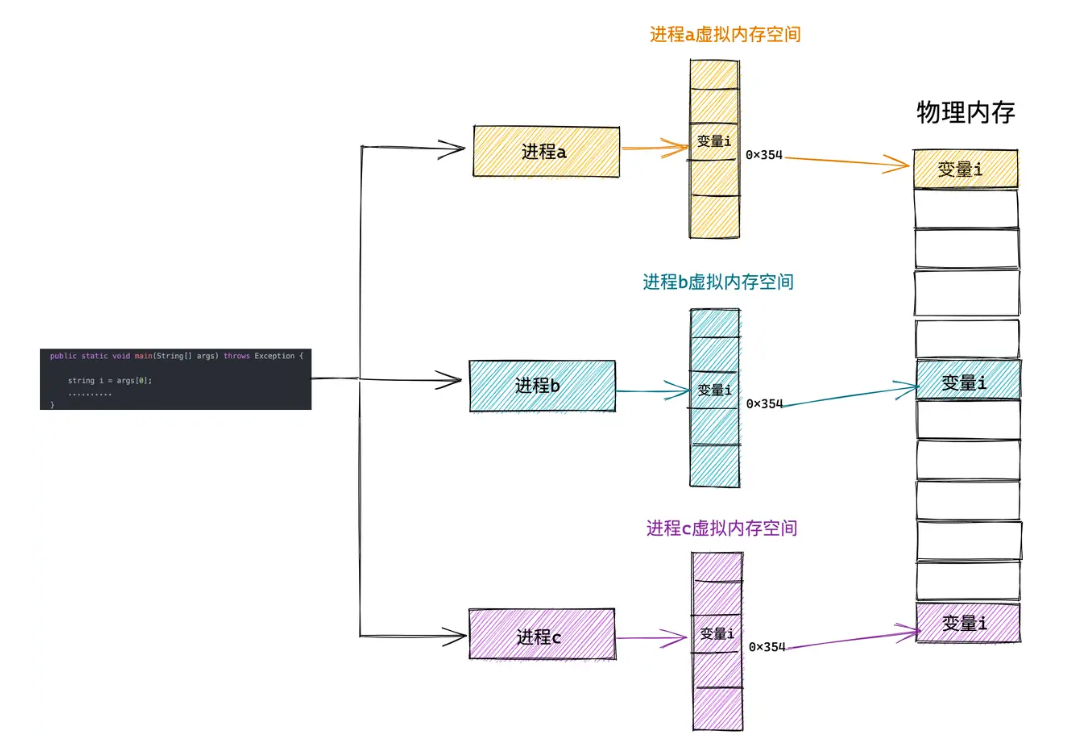 进程a虚拟内存空间
物理内存
进程a
变量i
0×354
变量i
进程b虚拟内存空间
public static void main(String[] args) throws Exception {
string i = args[0];
..........
}
进程b
变量i
0×354
变量i
进程c虚拟内存空间
进程c
变量i
0×354
变量i